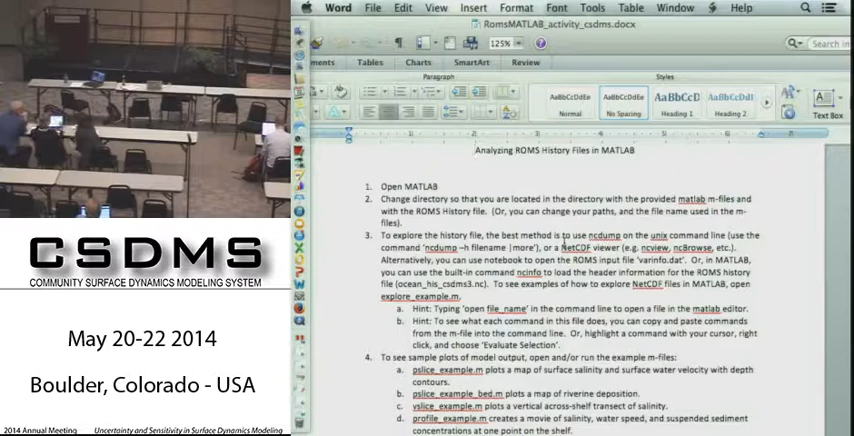 Word File Edit View Insert Format Font Tools Table Window Help
RomsMATLAB_activity_csdms.docx
125%
Search in
ments Tables Charts SmartArt Review
Paragraph Styles
AaBbCcDdEe AaBbCcDdEe AaBbCcD AaBbCcDd
Normal No Spacing Heading 1 Heading 2 Text Box
Analyzing ROMS History Files in MATLAB
1. Open MATLAB
2. Change directory so that you are located in the directory with the provided matlab m-files and
with the ROMS History file. (Or, you can change your paths, and the file name used in the m-
files).
3. To explore the history file, the best method is to use ncdump on the unix command line (use the
command 'ncdump –h filename |more'), or a NetCDF viewer (e.g. ncview, ncBrowse, etc.).
Alternatively, you can use notebook to open the ROMS input file 'varinfo.dat'. Or, in MATLAB,
you can use the built-in command ncinfo to load the header information for the ROMS history
file (ocean_his_csdms3.nc). To see examples of how to explore NetCDF files in MATLAB, open
explore_example.m.
a. Hint: Typing 'open file_name' in the command line to open a file in the matlab editor.
b. Hint: To see what each command in this file does, you can copy and paste commands
from the m-file into the command line. Or, highlight a command with your cursor, right
click, and choose 'Evaluate Selection'.
4. To see sample plots of model output, open and/or run the example m-files:
a. pslice_example.m plots a map of surface salinity and surface water velocity with depth
contours.
b. pslice_example_bed.m plots a map of riverine deposition.
c. vslice_example.m plots a vertical across-shelf transect of salinity.
d. profile_example.m creates a movie of salinity, water speed, and suspended sediment
concentrations at one point on the shelf.
CSDMS
COMMUNITY SURFACE DYNAMICS MODELING SYSTEM
May 20-22 2014
Boulder, Colorado - USA
2014 Annual Meeting Uncertainty and Sensitivity in Surface Dynamics Modeling